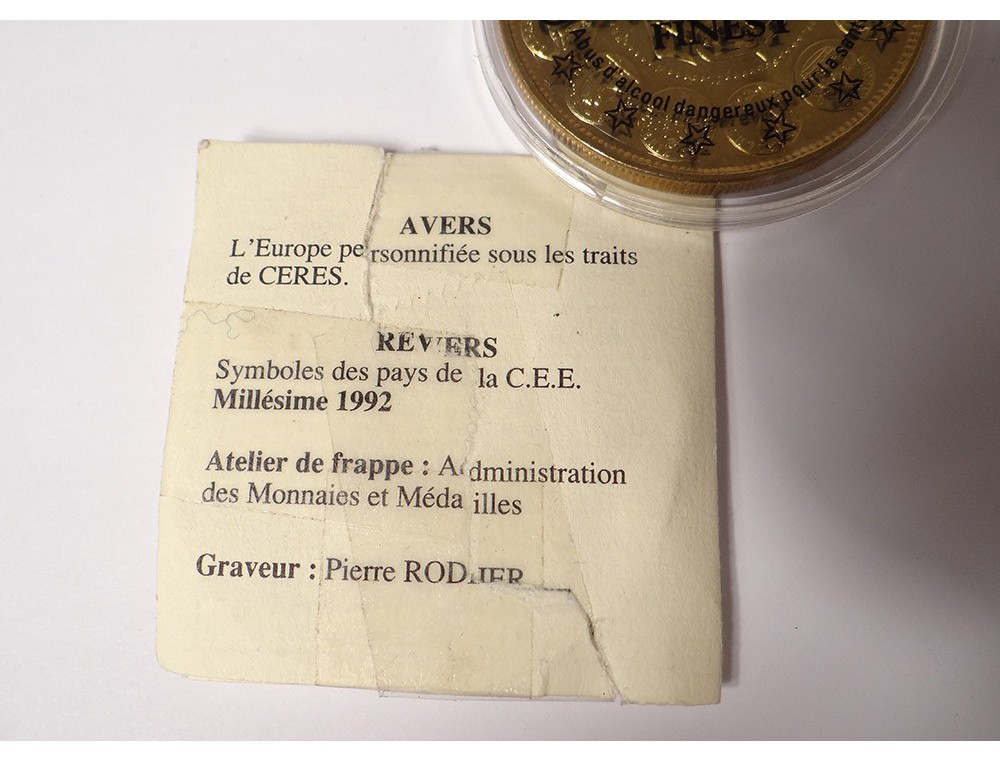 FINEST
Abus d'alcool dangereux pour la santé
AVERS
L'Europe personnifiée sous les traits
de CERES.
REVERS
Symboles des pays de la C.E.E.
Millésime 1992
Atelier de frappe : Administration
des Monnaies et Médailles
Graveur : Pierre RODIER